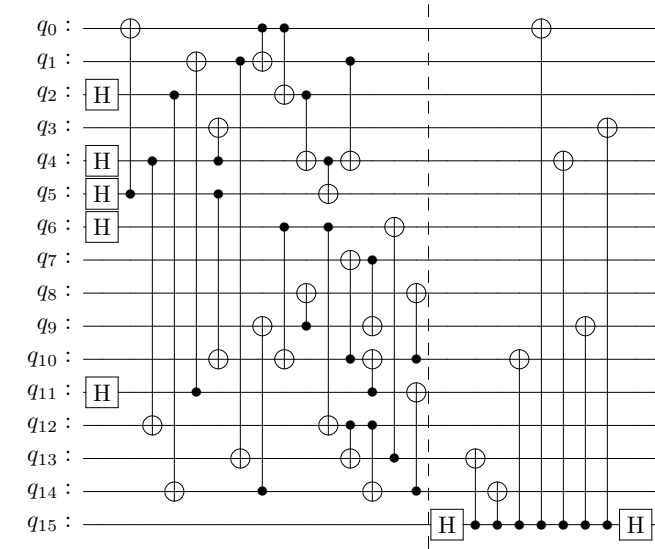 q0 :
q1 :
q2 : H
q3 :
q4 : H
q5 : H
q6 : H
q7 :
q8 :
q9 :
q10 :
q11 : H
q12 :
q13 :
q14 :
q15 : H H